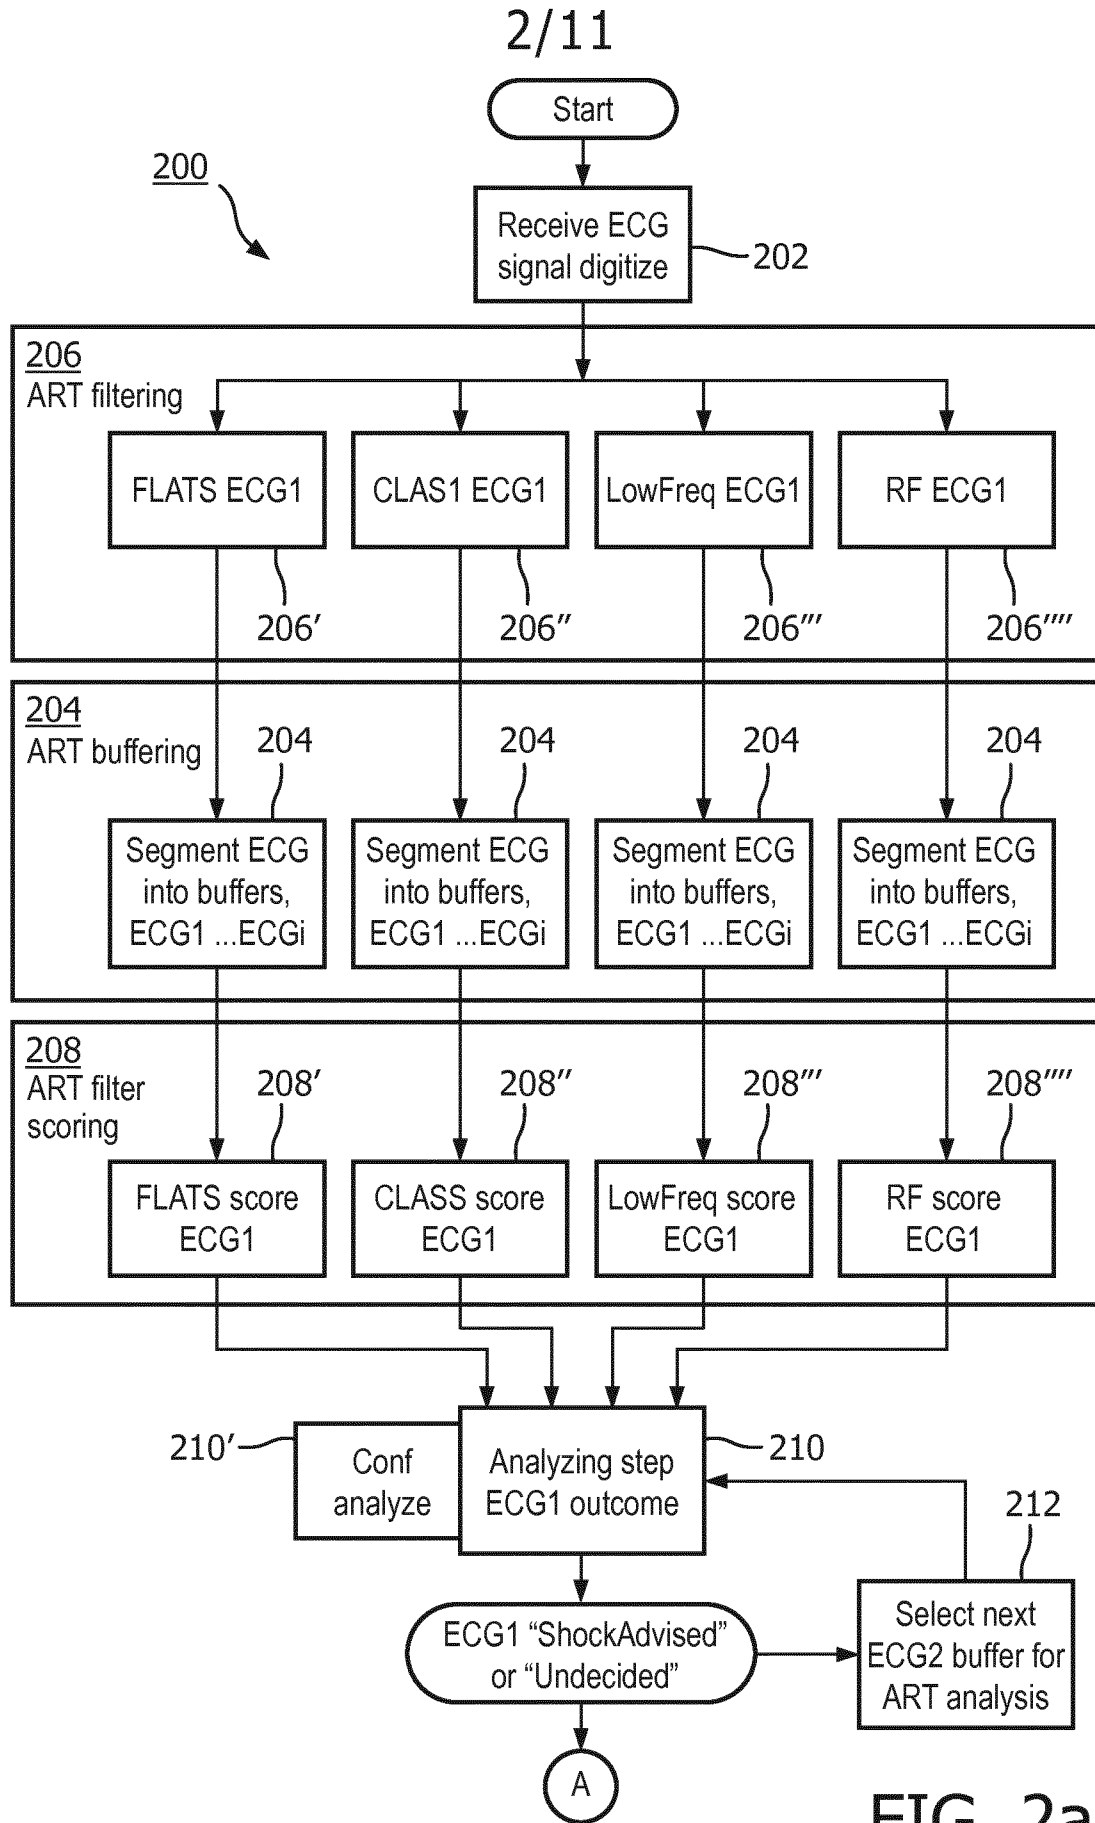 2/11
Start
200
Receive ECG
signal digitize
202
206
ART filtering
FLATS ECG1
CLAS1 ECG1
LowFreq ECG1
RF ECG1
206′
206″
206‴
206⁗
204
ART buffering
204
204
204
204
Segment ECG
into buffers,
ECG1 ...ECGi
Segment ECG
into buffers,
ECG1 ...ECGi
Segment ECG
into buffers,
ECG1 ...ECGi
Segment ECG
into buffers,
ECG1 ...ECGi
208
ART filter
scoring
208′
208″
208‴
208⁗
FLATS score
ECG1
CLASS score
ECG1
LowFreq score
ECG1
RF score
ECG1
210′
Conf
analyze
Analyzing step
ECG1 outcome
210
212
ECG1 “ShockAdvised”
or “Undecided”
Select next
ECG2 buffer for
ART analysis
A
FIG. 2a